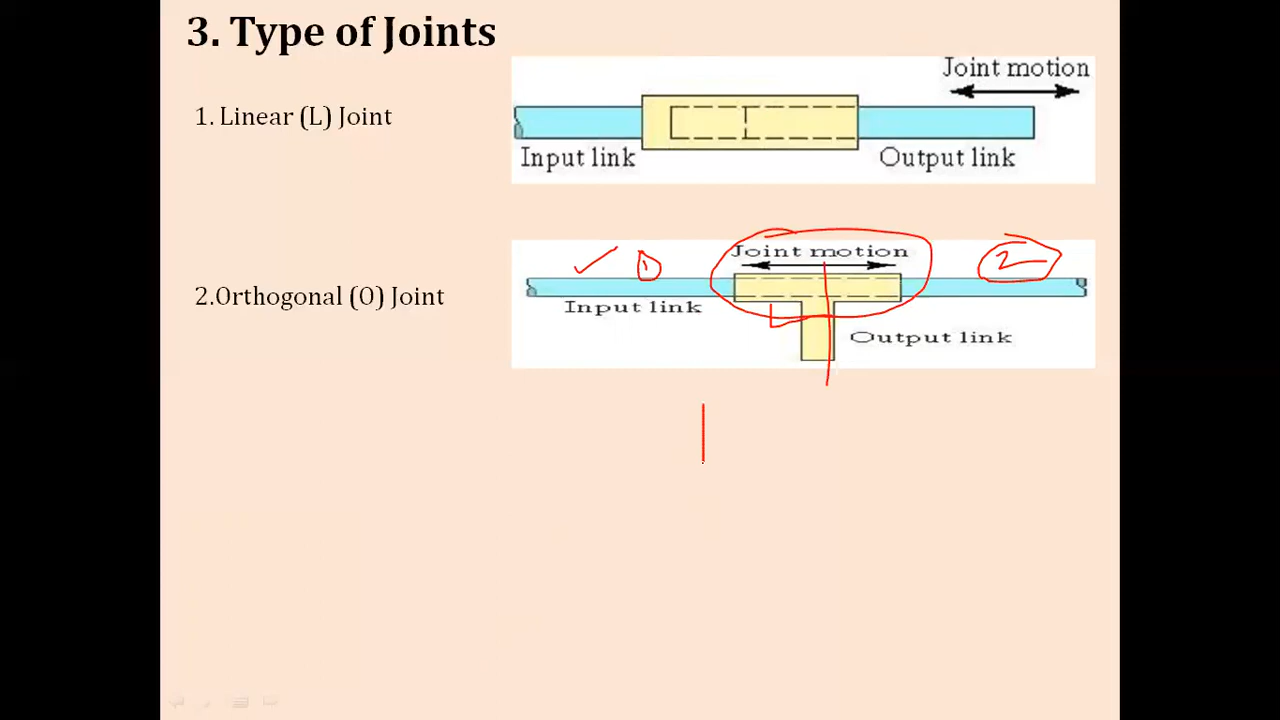 3. Type of Joints
Joint motion
1. Linear (L) Joint
Input link
Output link
Joint motion
1
2
2.Orthogonal (O) Joint
Input link
Output link